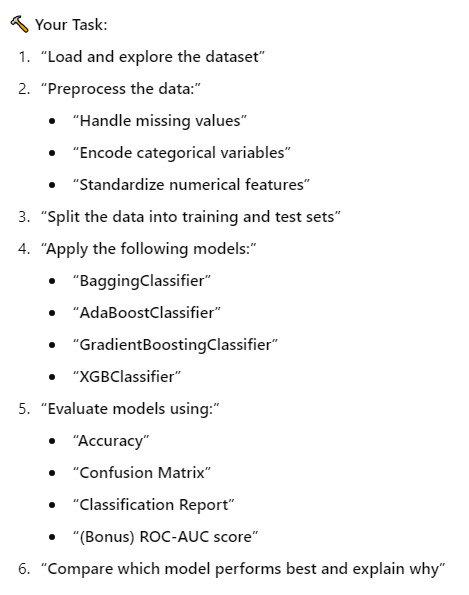 🔨 Your Task:
1. “Load and explore the dataset”
2. “Preprocess the data:”
• “Handle missing values”
• “Encode categorical variables”
• “Standardize numerical features”
3. “Split the data into training and test sets”
4. “Apply the following models:”
• “BaggingClassifier”
• “AdaBoostClassifier”
• “GradientBoostingClassifier”
• “XGBClassifier”
5. “Evaluate models using:”
• “Accuracy”
• “Confusion Matrix”
• “Classification Report”
• “(Bonus) ROC-AUC score”
6. “Compare which model performs best and explain why”